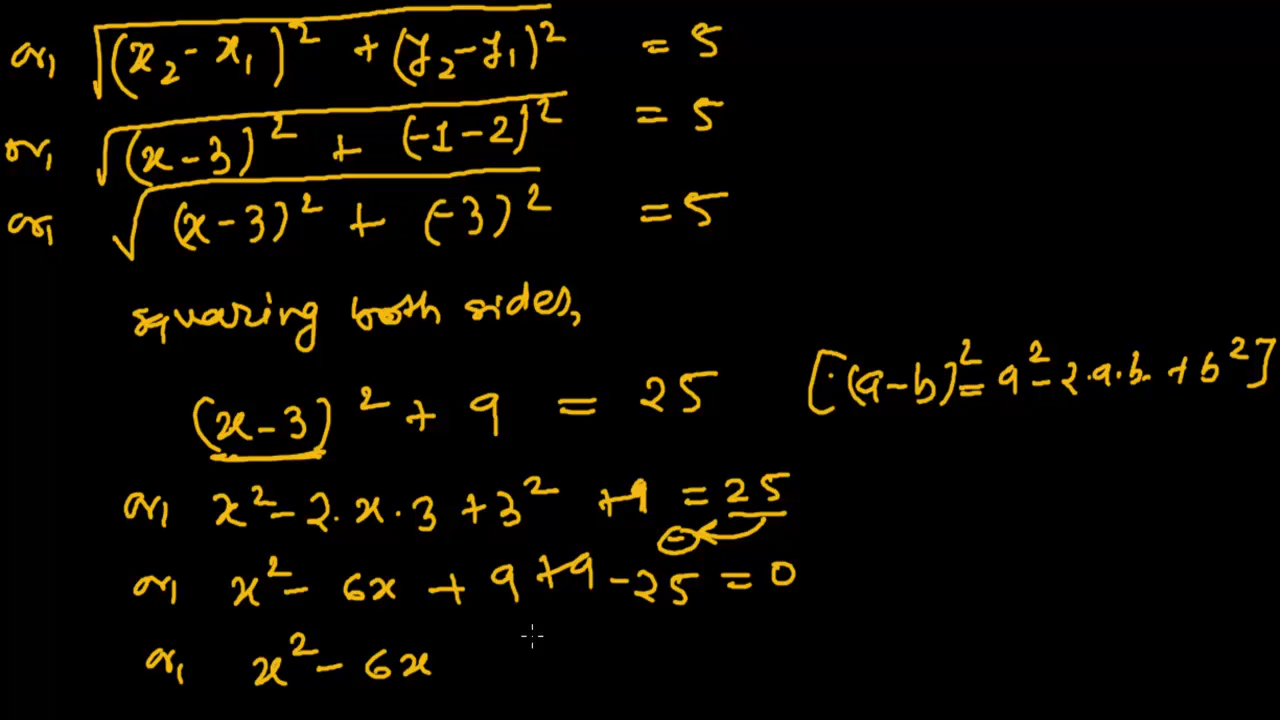 or, √(x₂ - x₁)² + (y₂ - y₁)² = 5
or, √(x - 3)² + (-1 - 2)² = 5
or, √(x - 3)² + (-3)² = 5
squaring both sides,
(x - 3)² + 9 = 25 [∵ (a - b)² = a² - 2.a.b. + b²]
or, x² - 2.x.3 + 3² + 9 = 25
or, x² - 6x + 9 + 9 - 25 = 0
or, x² - 6x